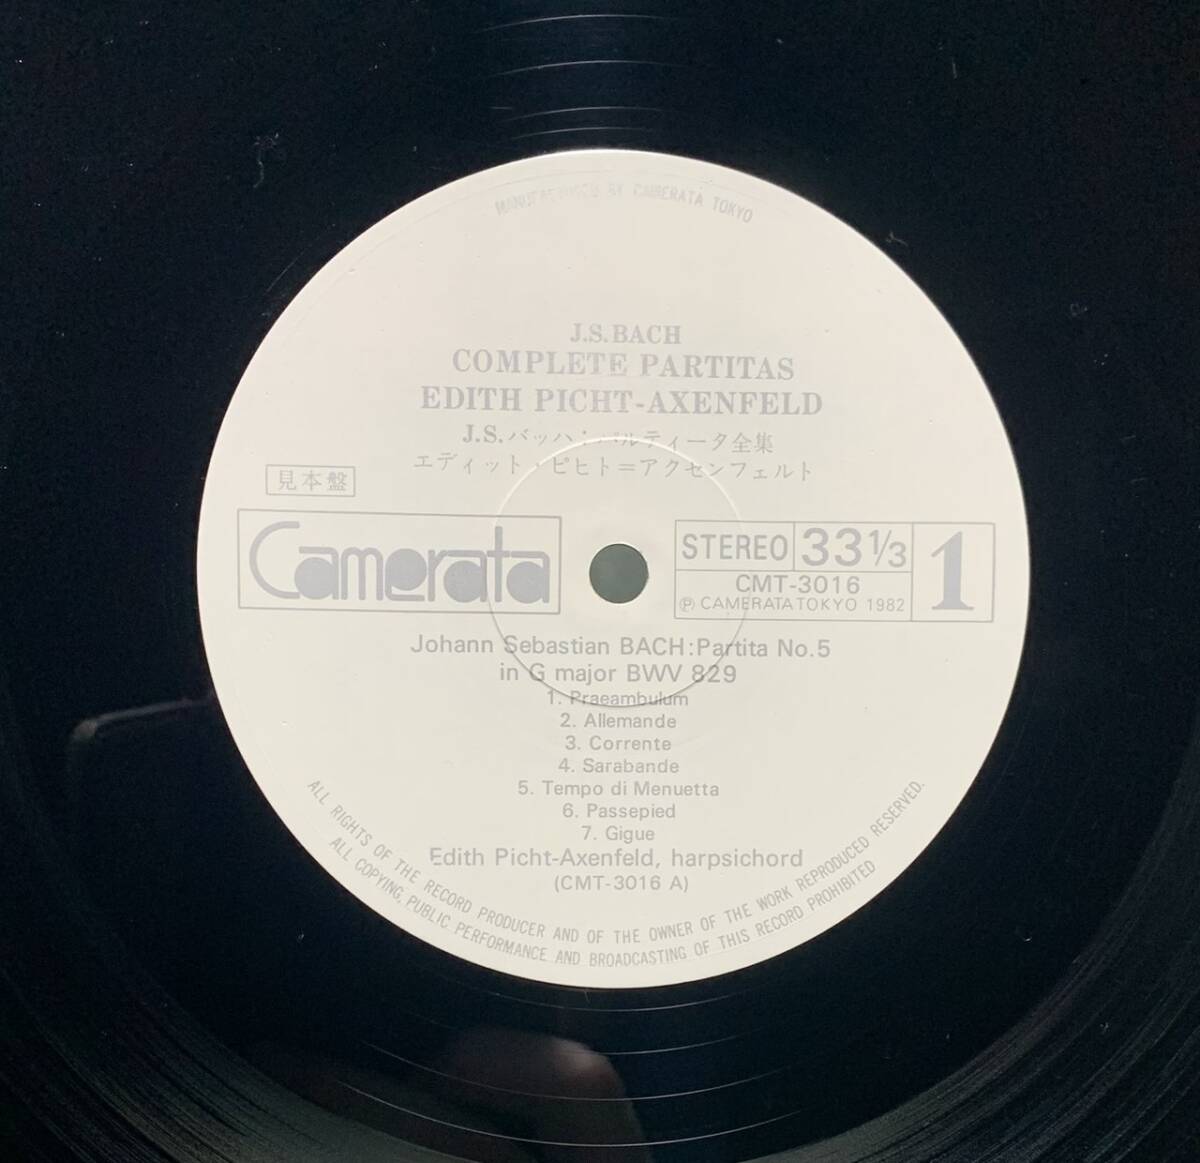 MANUFACTURED BY CAMERATA TOKYO
J.S.BACH
COMPLETE PARTITAS
EDITH PICHT-AXENFELD
J.S.バッハ:パルティータ全集
エディット・ピヒト=アクセンフェルト
見本盤
Camerata
STEREO 33 1/3 1
CMT-3016
Ⓟ CAMERATA TOKYO 1982
Johann Sebastian BACH:Partita No.5
in G major BWV 829
1. Praeambulum
2. Allemande
3. Corrente
4. Sarabande
5. Tempo di Menuetta
6. Passepied
7. Gigue
Edith Picht-Axenfeld, harpsichord
(CMT-3016 A)
ALL RIGHTS OF THE RECORD PRODUCER AND OF THE OWNER OF THE WORK REPRODUCED RESERVED.
ALL COPYING, PUBLIC PERFORMANCE AND BROADCASTING OF THIS RECORD PROHIBITED